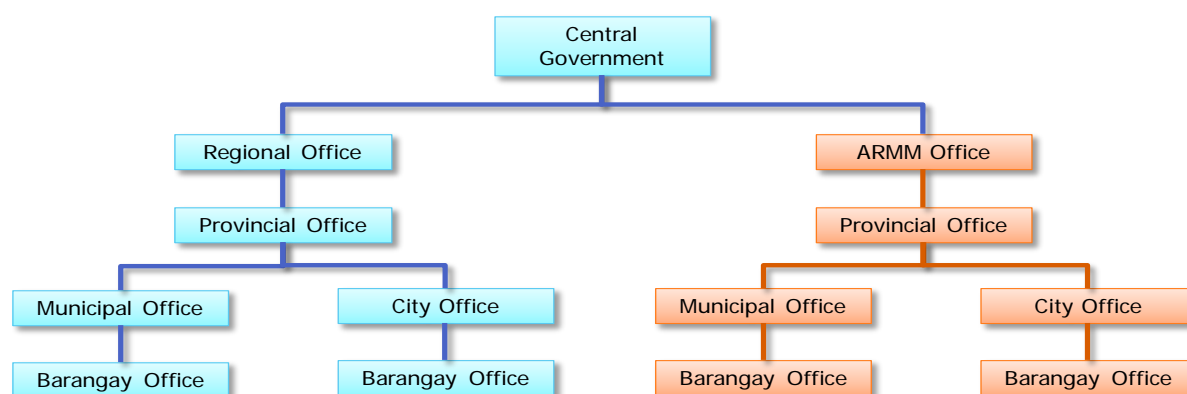 Central
Government
Regional Office
ARMM Office
Provincial Office
Provincial Office
Municipal Office
City Office
Municipal Office
City Office
Barangay Office
Barangay Office
Barangay Office
Barangay Office